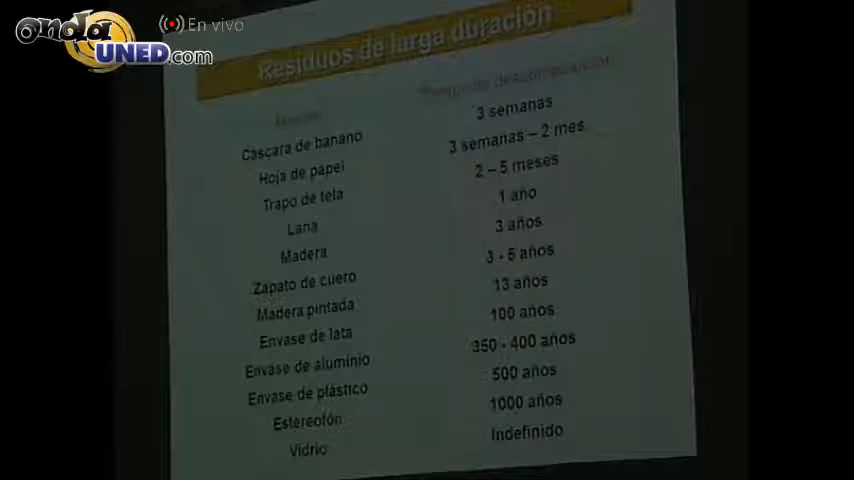 onda UNED.com
En vivo
Residuos de larga duración
Cáscara de banano 3 semanas
Hoja de papel 3 semanas – 2 mes
Trapo de tela 2 – 5 meses
Lana 1 año
Madera 3 años
Zapato de cuero 3 - 5 años
Madera pintada 13 años
Envase de lata 100 años
Envase de aluminio 350 - 400 años
Envase de plástico 500 años
Estereofón 1000 años
Vidrio Indefinido